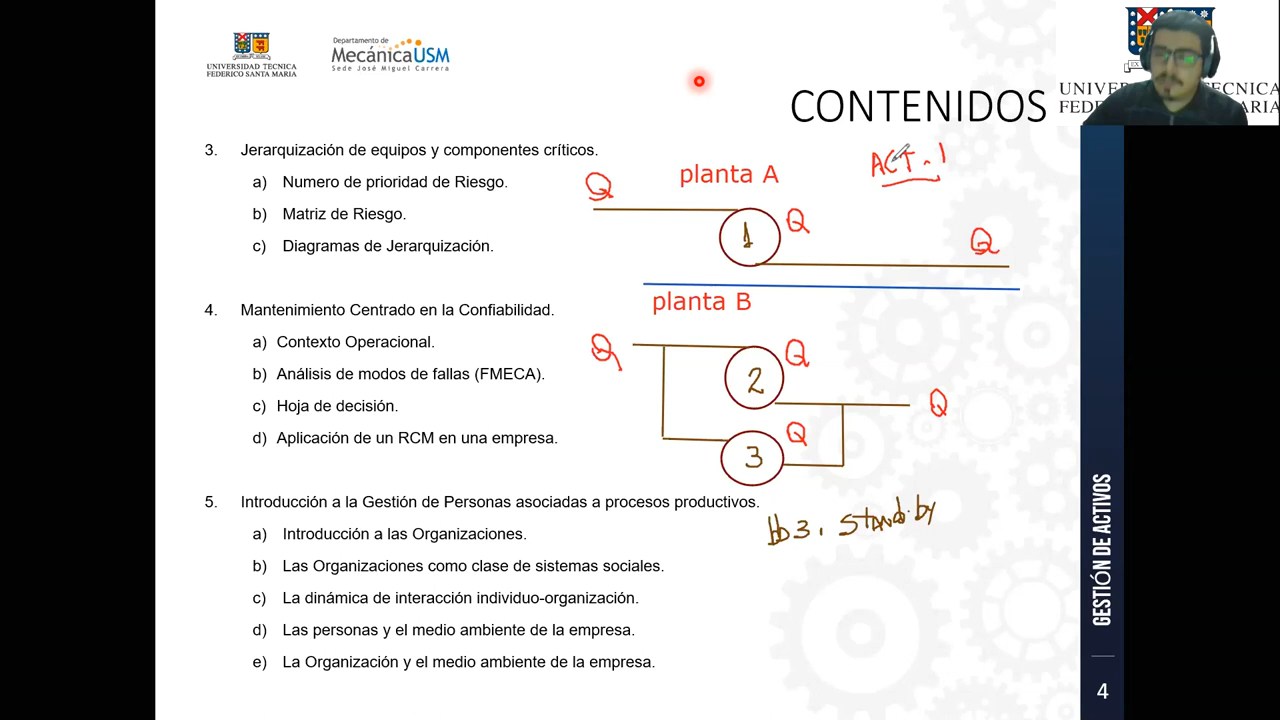 UNIVERSIDAD TECNICA
FEDERICO SANTA MARIA
Departamento de
MecánicaUSM
Sede José Miguel Carrera
CONTENIDOS
3. Jerarquización de equipos y componentes críticos.
a) Numero de prioridad de Riesgo.
b) Matriz de Riesgo.
c) Diagramas de Jerarquización.
4. Mantenimiento Centrado en la Confiabilidad.
a) Contexto Operacional.
b) Análisis de modos de fallas (FMECA).
c) Hoja de decisión.
d) Aplicación de un RCM en una empresa.
5. Introducción a la Gestión de Personas asociadas a procesos productivos.
a) Introducción a las Organizaciones.
b) Las Organizaciones como clase de sistemas sociales.
c) La dinámica de Interacción individuo-organización.
d) Las personas y el medio ambiente de la empresa.
e) La Organización y el medio ambiente de la empresa.
ACT. 1
planta A
Q
1
Q
Q
planta B
Q
2
Q
Q
3
Q
bb3. Stand.by
GESTIÓN DE ACTIVOS
4